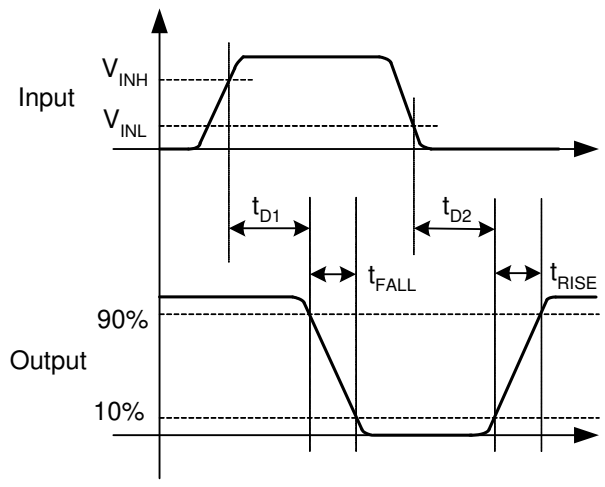 V_INH
Input
V_INL
t_D1
t_D2
t_FALL
t_RISE
90%
Output
10%